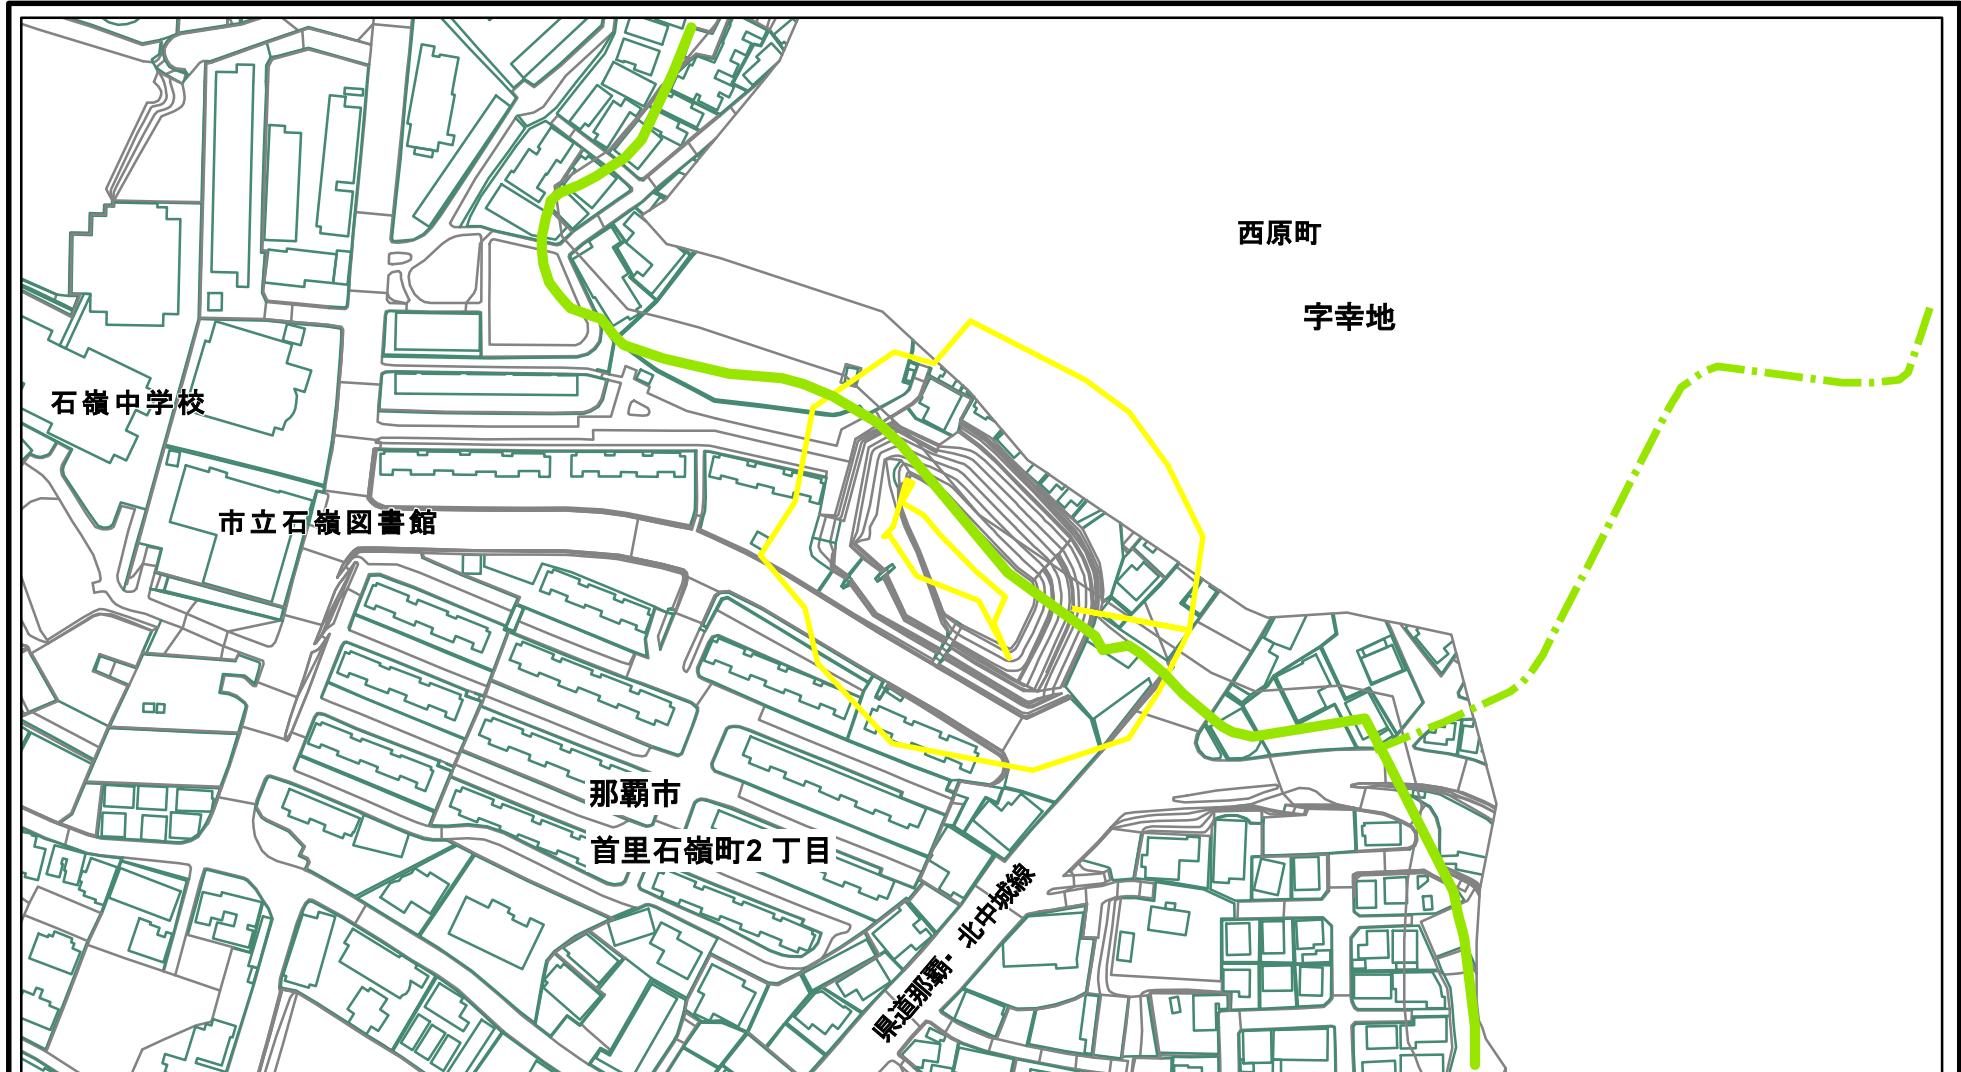 西原町
字幸地
石嶺中学校
市立石嶺図書館
那覇市
首里石嶺町2 丁目
県道那覇・北中城線